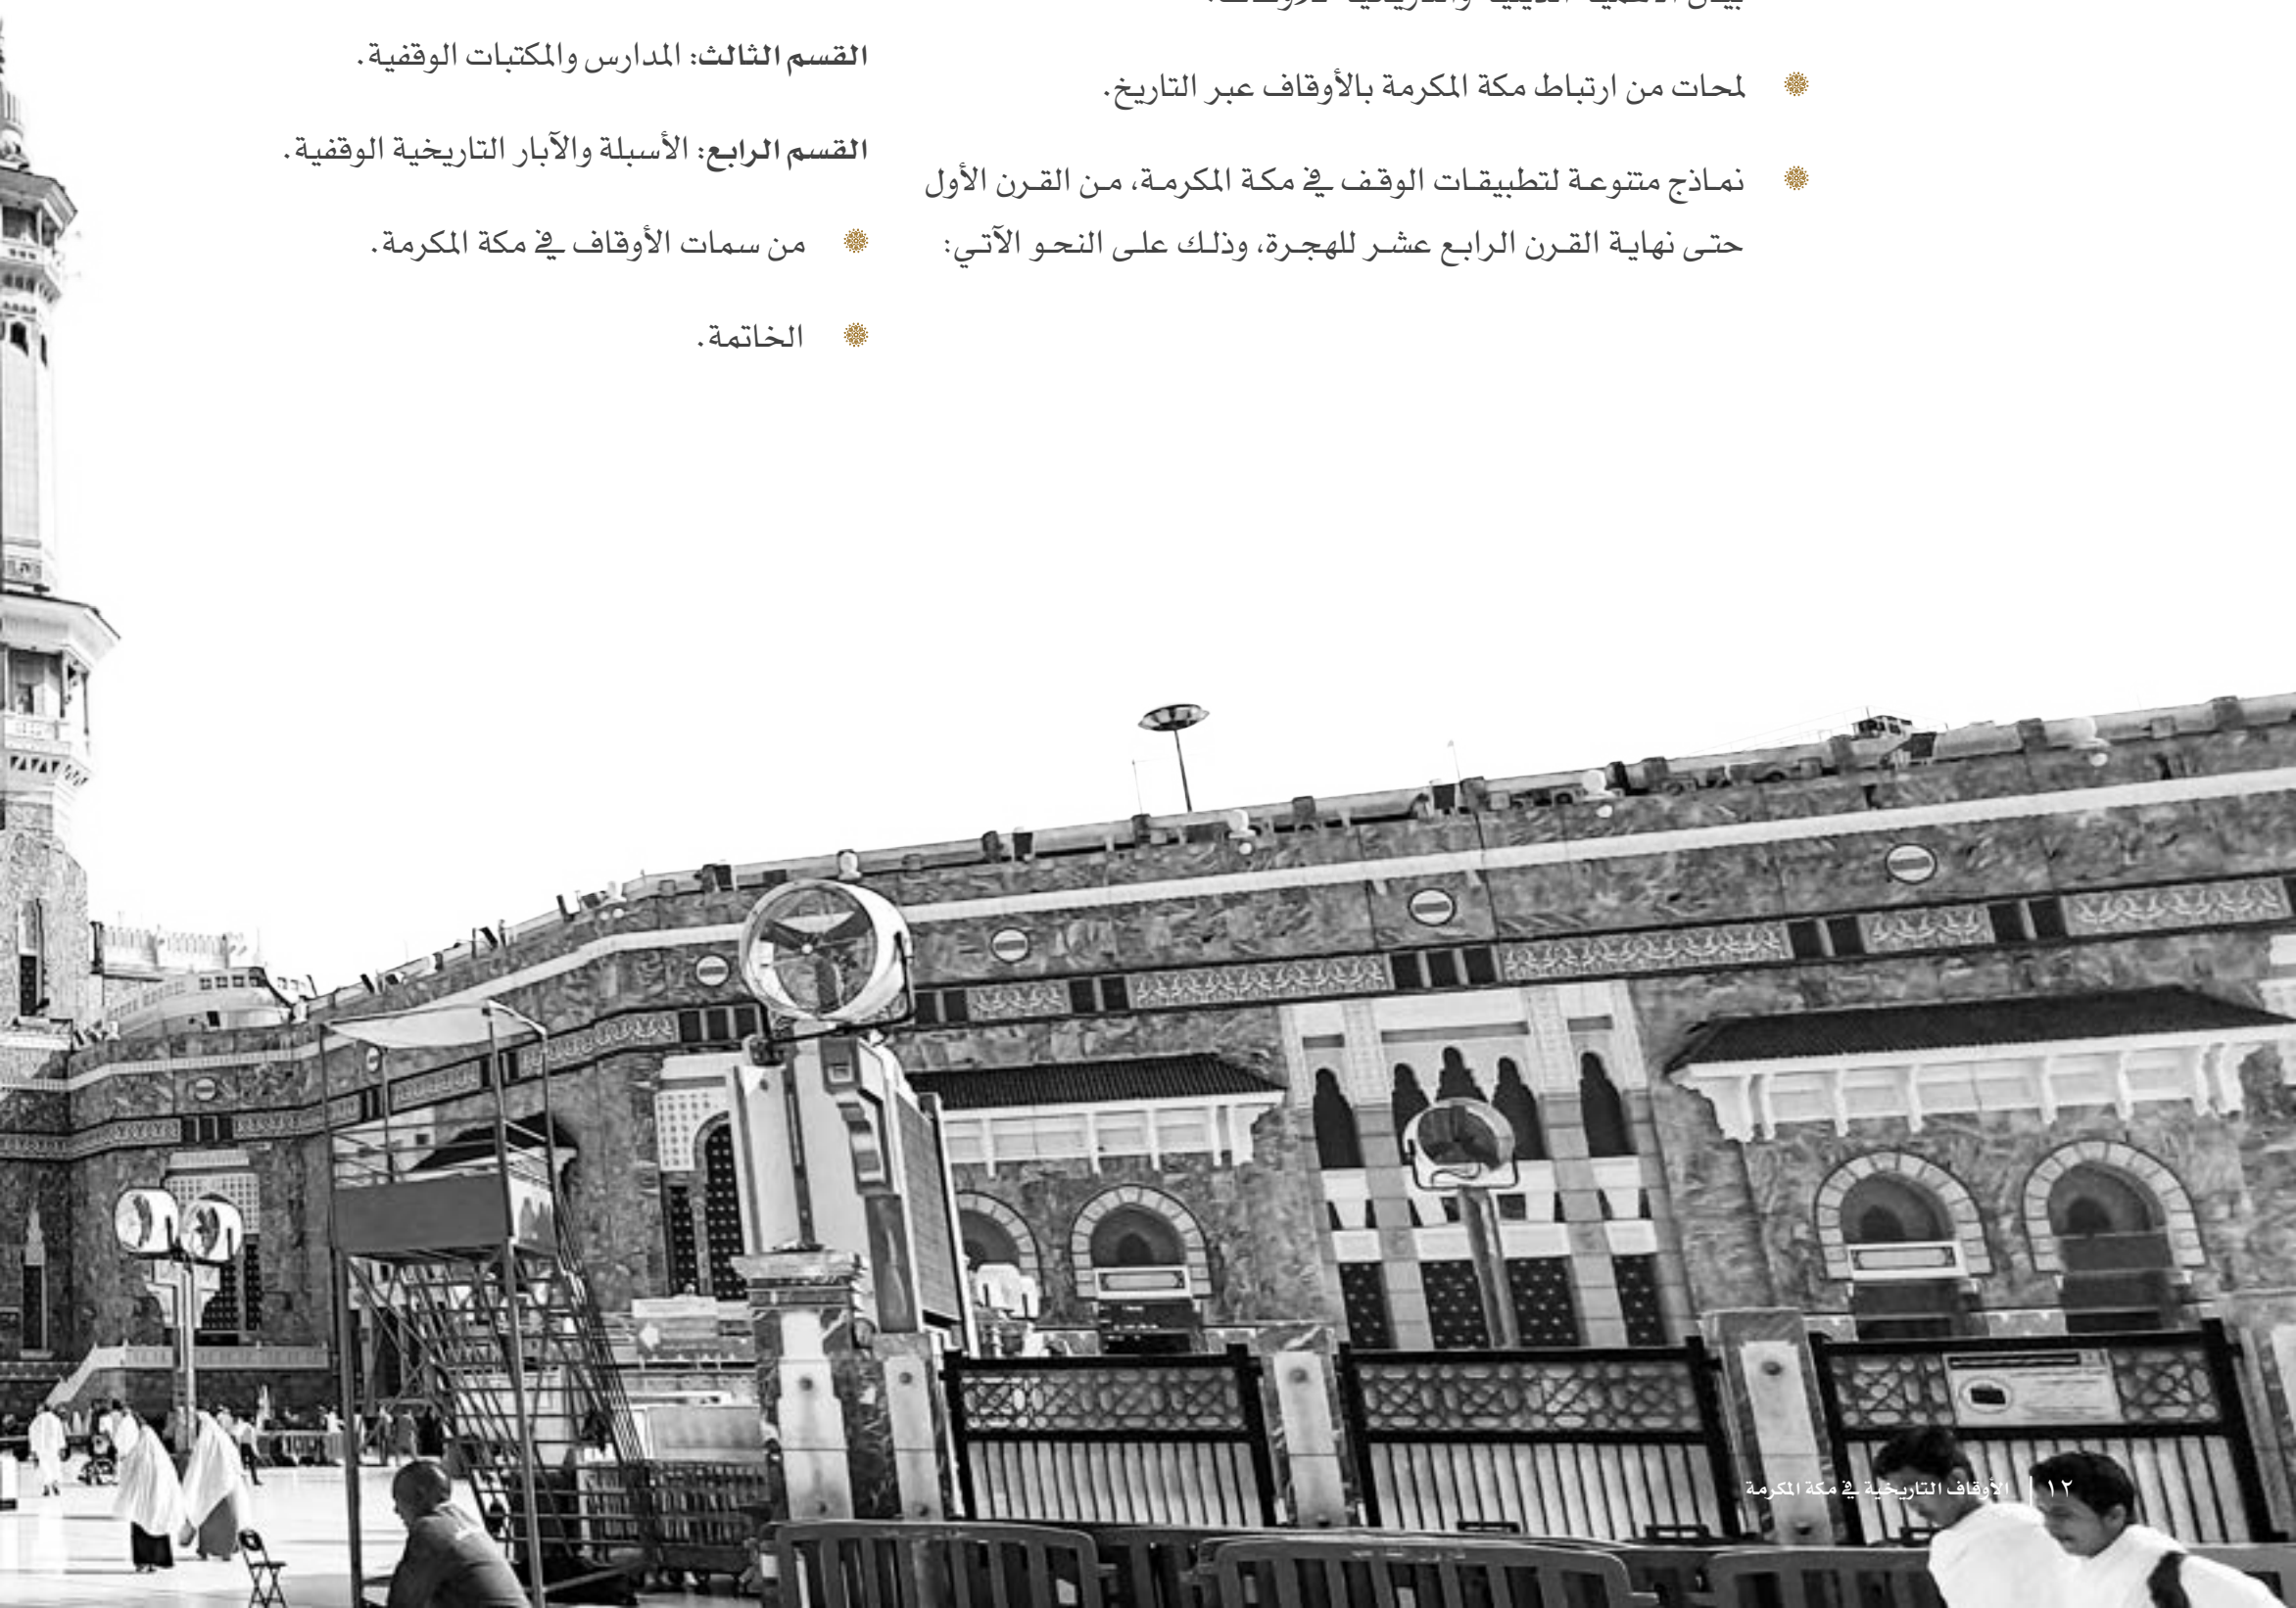 لمحات من ارتباط مكة المكرمة بالأوقاف عبر التاريخ.
نماذج متنوعة لتطبيقات الوقف في مكة المكرمة، من القرن الأول
حتى نهاية القرن الرابع عشر للهجرة، وذلك على النحو الآتي:
القسم الثالث: المدارس والمكتبات الوقفية.
القسم الرابع: الأسبلة والآبار التاريخية الوقفية.
من سمات الأوقاف في مكة المكرمة.
الخاتمة.
١٢ | الأوقاف التاريخية في مكة المكرمة